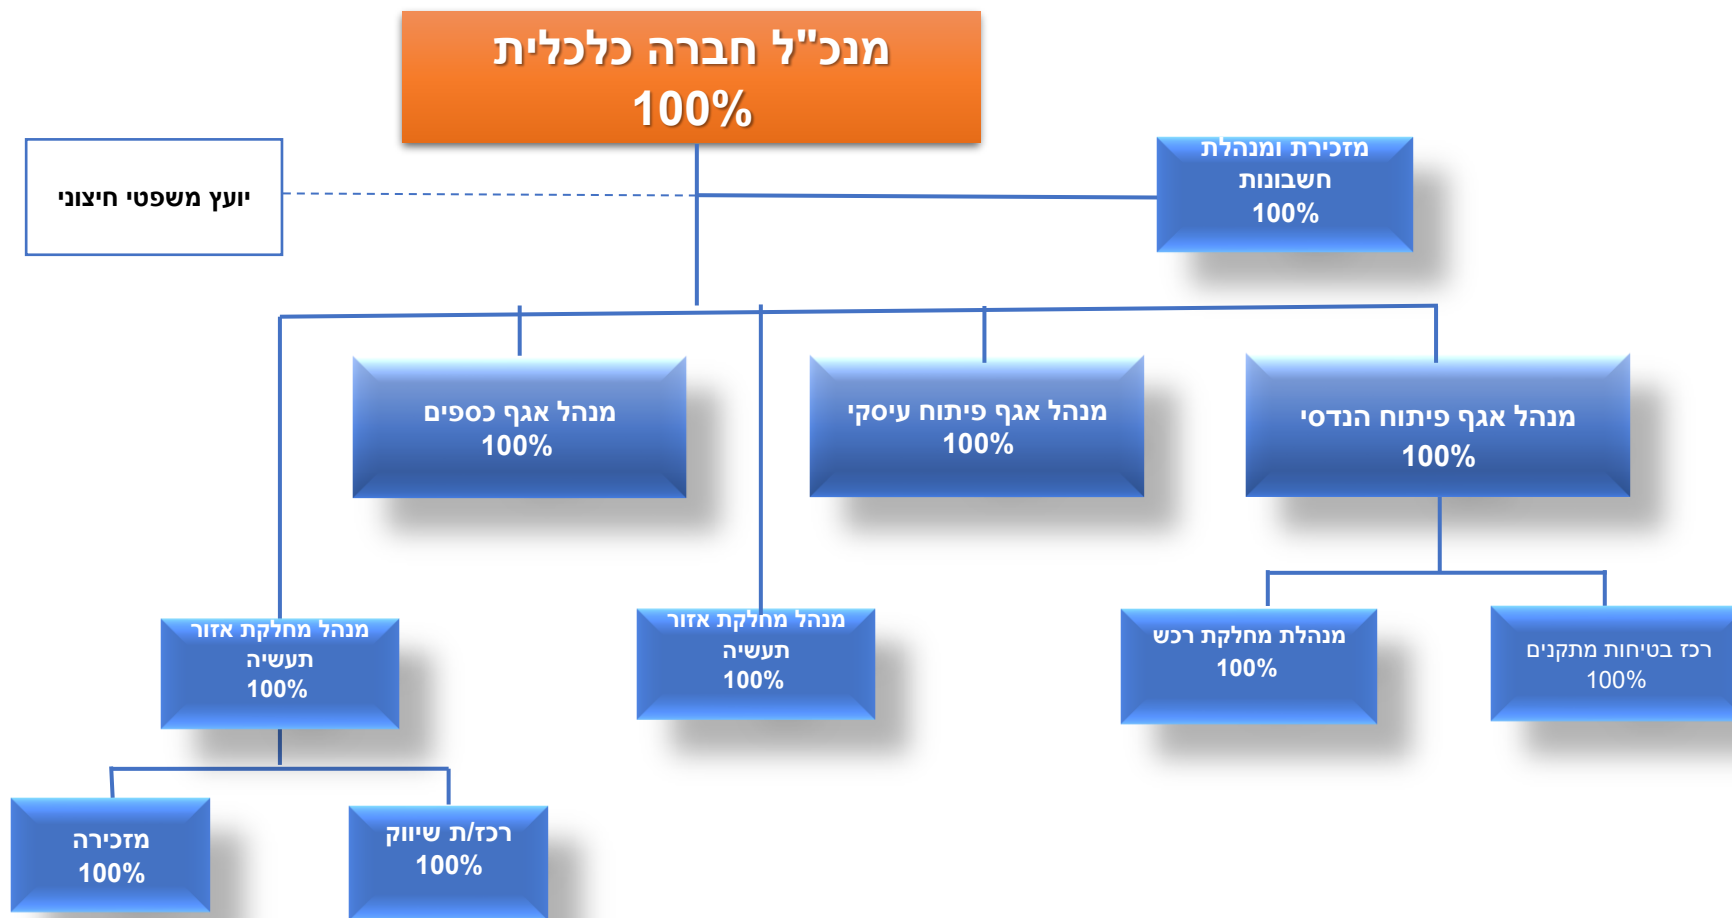 מנכ"ל חברה כלכלית
100%
מזכירת ומנהלת
חשבונות
100%
יועץ משפטי חיצוני
מנהל אגף פיתוח הנדסי
100%
מנהל אגף פיתוח עיסקי
100%
מנהל אגף כספים
100%
רכז בטיחות מתקנים
100%
מנהלת מחלקת רכש
100%
מנהל מחלקת אזור
תעשיה
100%
מנהל מחלקת אזור
תעשיה
100%
רכז/ת שיווק
100%
מזכירה
100%